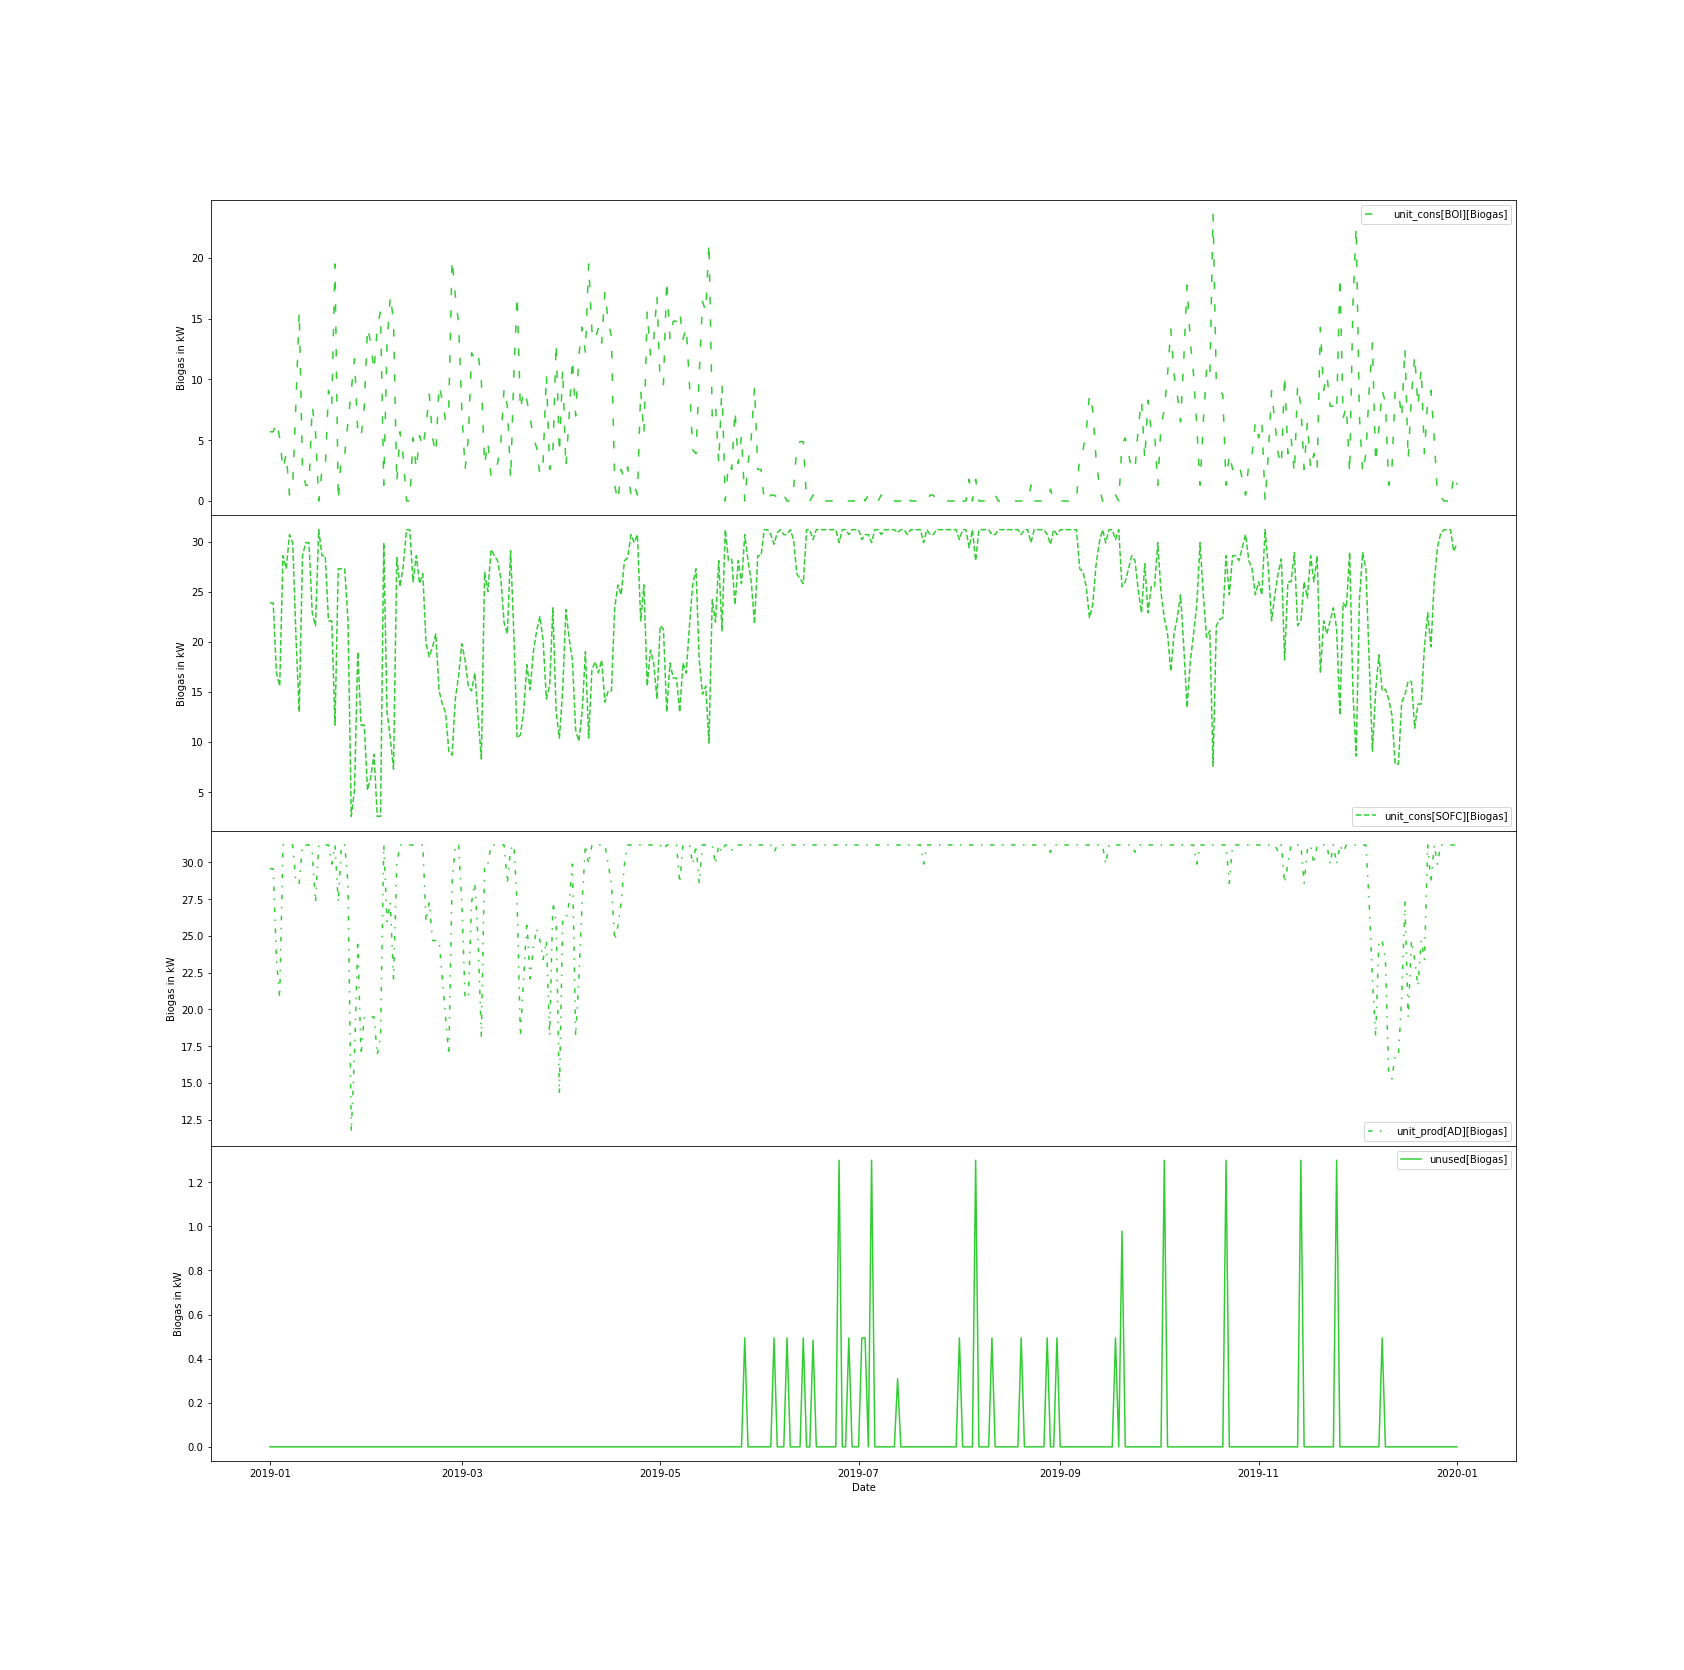 unit_cons[BOI][Biogas]
20
15
10
5
0
Biogas in kW
30
25
20
15
10
5
Biogas in kW
unit_cons[SOFC][Biogas]
30.0
27.5
25.0
22.5
20.0
17.5
15.0
12.5
Biogas in kW
unit_prod[AD][Biogas]
unused[Biogas]
1.2
1.0
0.8
0.6
0.4
0.2
0.0
Biogas in kW
2019-01 2019-03 2019-05 2019-07 2019-09 2019-11 2020-01
Date